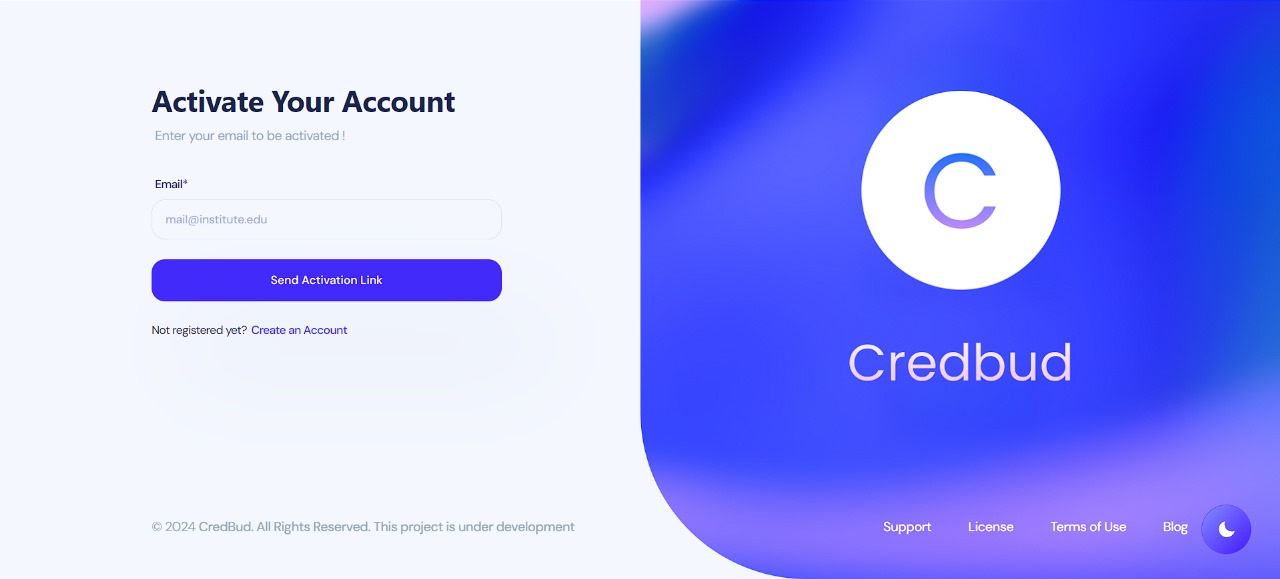 Activate Your Account
Enter your email to be activated !
Email*
mail@institute.edu
Send Activation Link
Not registered yet? Create an Account
© 2024 CredBud. All Rights Reserved. This project is under development
C
Credbud
Support License Terms of Use Blog